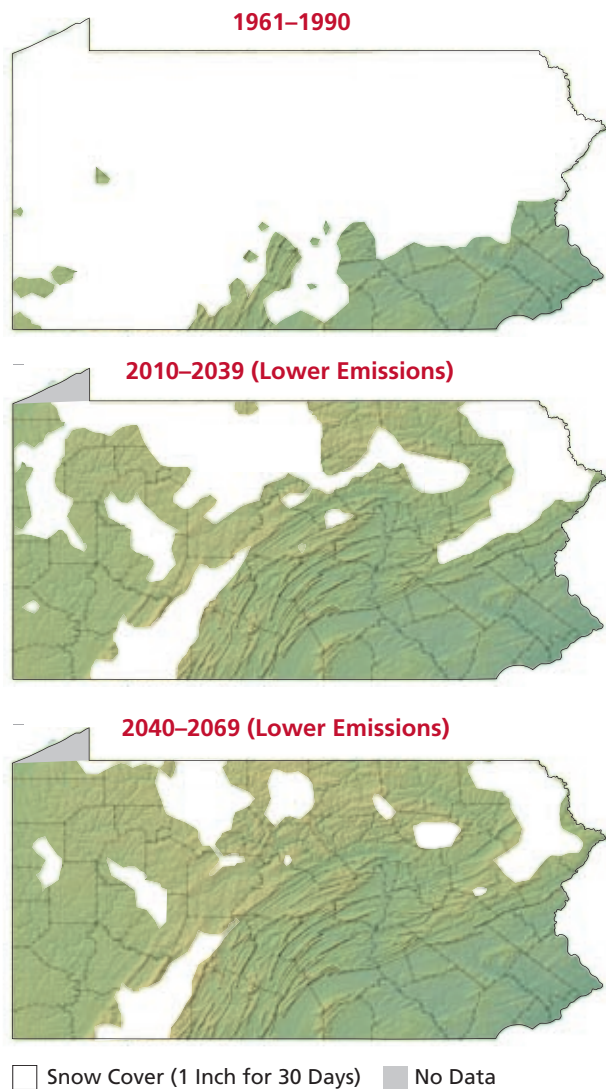 1961–1990
2010–2039 (Lower Emissions)
2040–2069 (Lower Emissions)
Snow Cover (1 Inch for 30 Days) No Data